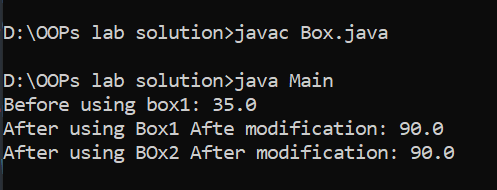 D:\OOPs lab solution>javac Box.java
D:\OOPs lab solution>java Main
Before using box1: 35.0
After using Box1 Afte modification: 90.0
After using BOx2 After modification: 90.0